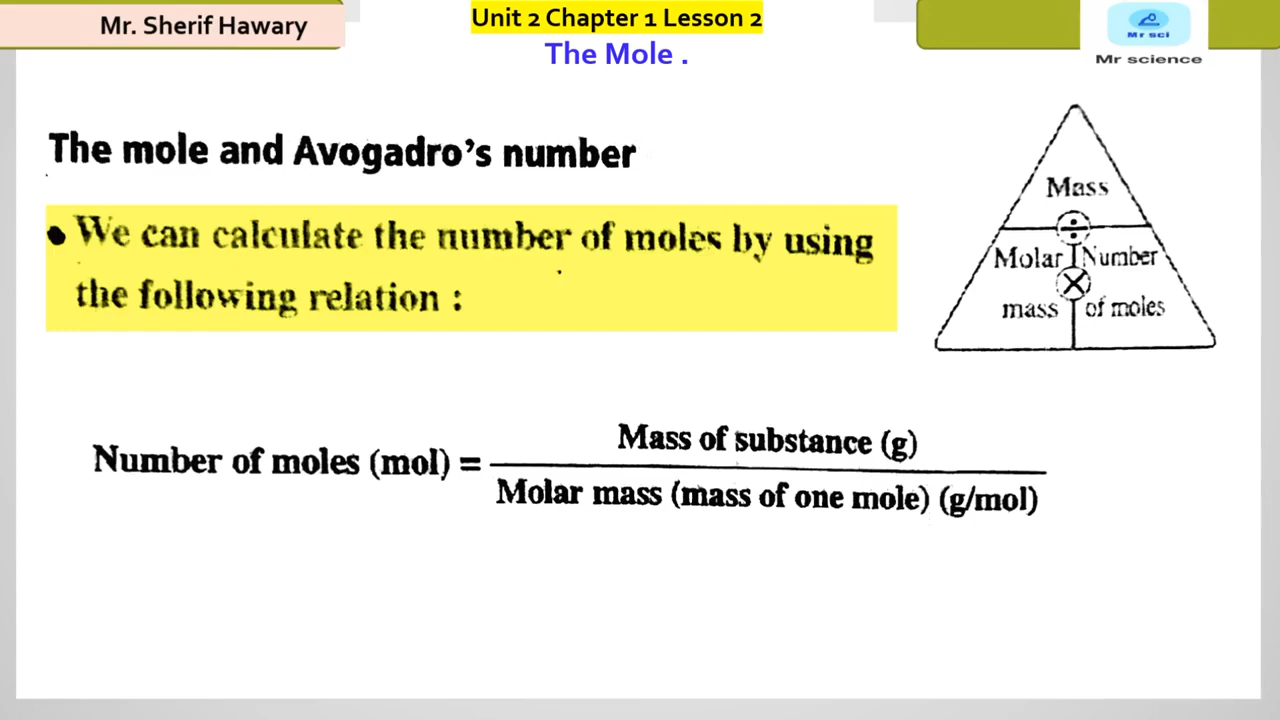 Mr. Sherif Hawary
Unit 2 Chapter 1 Lesson 2
The Mole .
Mr sci
Mr science
The mole and Avogadro's number
• We can calculate the number of moles by using
the following relation :
Mass
÷
Molar Number
×
mass of moles
Mass of substance (g)
Number of moles (mol) =
Molar mass (mass of one mole) (g/mol)